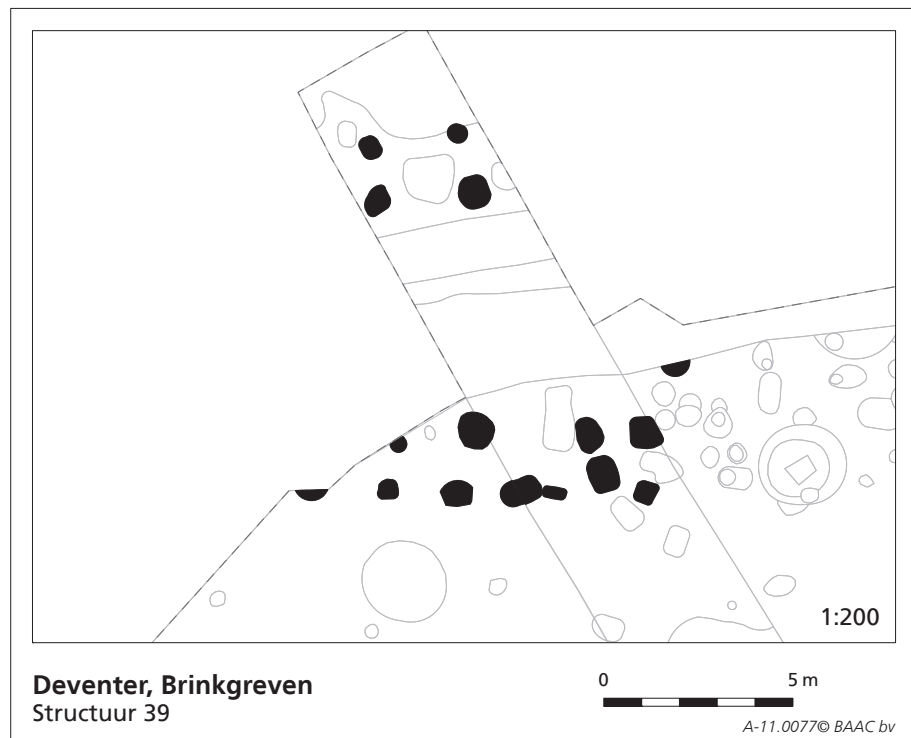 1:200
Deventer, Brinkgreven
Structuur 39
0 5 m
A-11.0077© BAAC bv